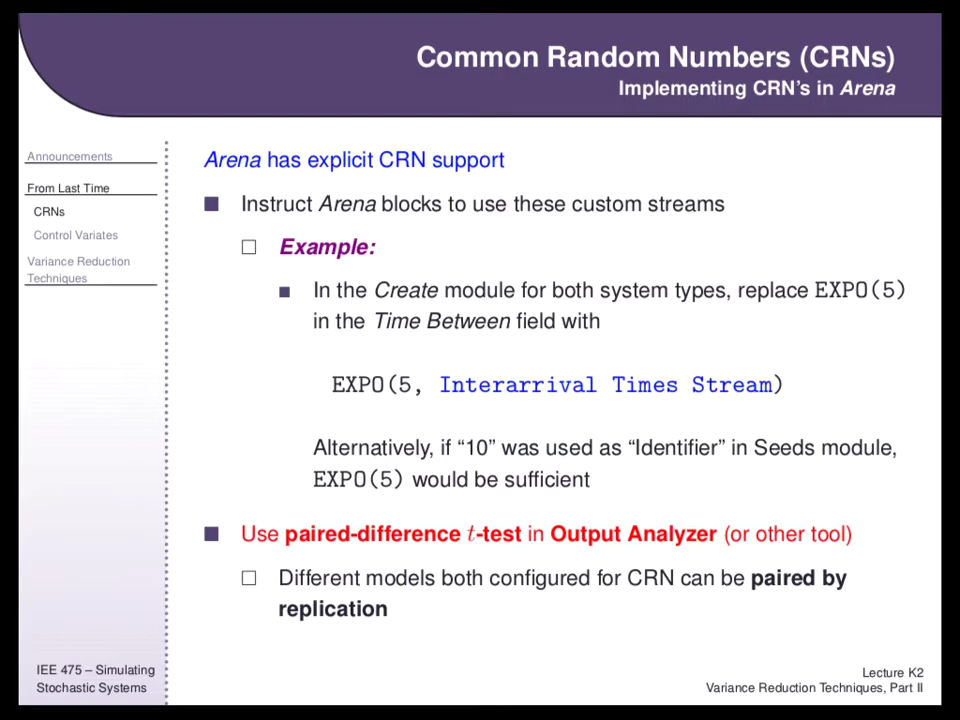 Common Random Numbers (CRNs)
Implementing CRN's in Arena
Announcements
From Last Time
CRNs
Control Variates
Variance Reduction
Techniques
Arena has explicit CRN support
Instruct Arena blocks to use these custom streams
Example:
In the Create module for both system types, replace EXPO(5)
in the Time Between field with
EXPO(5, Interarrival Times Stream)
Alternatively, if “10” was used as “Identifier” in Seeds module,
EXPO(5) would be sufficient
Use paired-difference t-test in Output Analyzer (or other tool)
Different models both configured for CRN can be paired by
replication
IEE 475 – Simulating
Stochastic Systems
Lecture K2
Variance Reduction Techniques, Part II